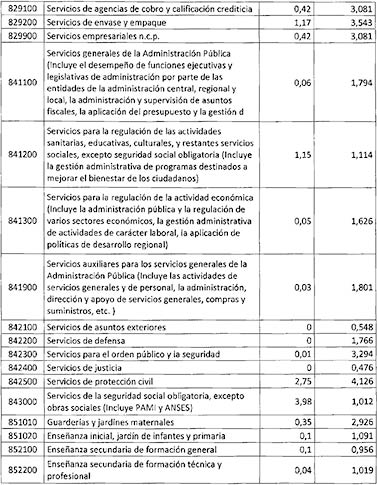 829100 Servicios de agencias de cobro y calificación crediticia 0,42 3,081
829200 Servicios de envase y empaque 1,17 3,543
829900 Servicios empresariales n.c.p. 0,42 3,081
Servicios generales de la Administración Pública
(Incluye el desempeño de funciones ejecutivas y
legislativas de administración por parte de las
841100 entidades de la administración central, regional y 0,06 1,794
local, la administración y supervisión de asuntos
fiscales, la aplicación del presupuesto y la gestión d
Servicios para la regulación de las actividades
sanitarias, educativas, culturales, y restantes servicios
841200 sociales, excepto seguridad social obligatoria (Incluye 1,15 1,114
la gestión administrativa de programas destinados a
mejorar el bienestar de los ciudadanos)
Servicios para la regulación de la actividad económica
(Incluye la administración pública y la regulación de
841300 varios sectores económicos, la gestión administrativa 0,05 1,626
de actividades de carácter laboral, la aplicación de
políticas de desarrollo regional)
Servicios auxiliares para los servicios generales de la
Administración Pública (Incluye las actividades de
841900 servicios generales y de personal, la administración, 0,03 1,801
dirección y apoyo de servicios generales, compras y
suministros, etc. )
842100 Servicios de asuntos exteriores 0 0,548
842200 Servicios de defensa 0 1,766
842300 Servicios para el orden público y la seguridad 0,01 3,294
842400 Servicios de justicia 0 0,476
842500 Servicios de protección civil 2,75 4,126
843000 Servicios de la seguridad social obligatoria, excepto 3,98 1,012
obras sociales (Incluye PAMI y ANSES)
851010 Guarderías y jardines maternales 0,35 2,926
851020 Enseñanza inicial, jardín de infantes y primaria 0,1 1,091
852100 Enseñanza secundaria de formación general 0,1 0,956
852200 Enseñanza secundaria de formación técnica y 0,04 1,019
profesional